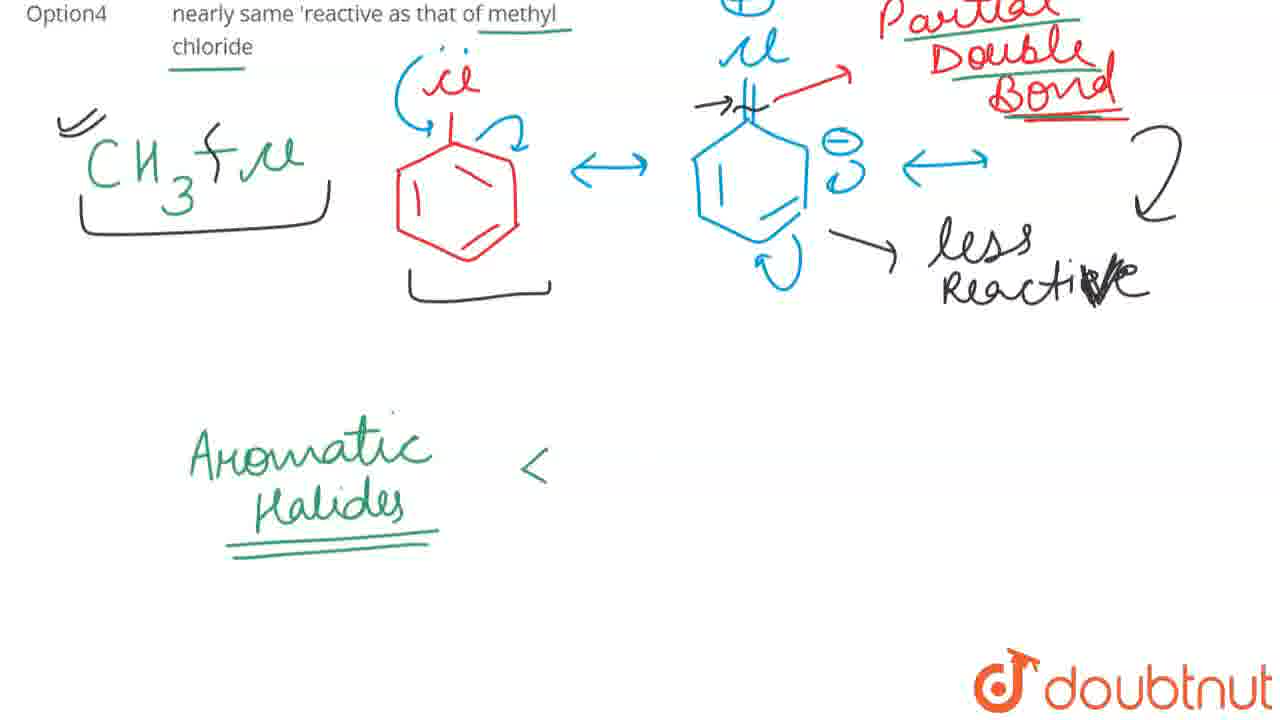 Option4 nearly same 'reactive as that of methyl
chloride
Partial
Double
Bond
⊕
Cl
Cl
CH3 Cl
⊖
less
Reactive
Aromatic <
Halides
doubtnut